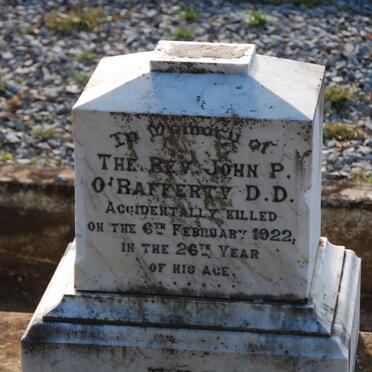 In Memory of
THE REV. JOHN P.
O'RAFFERTY D.D.
ACCIDENTALLY KILLED
ON THE 6TH FEBRUARY 1922,
IN THE 26TH YEAR
OF HIS AGE.